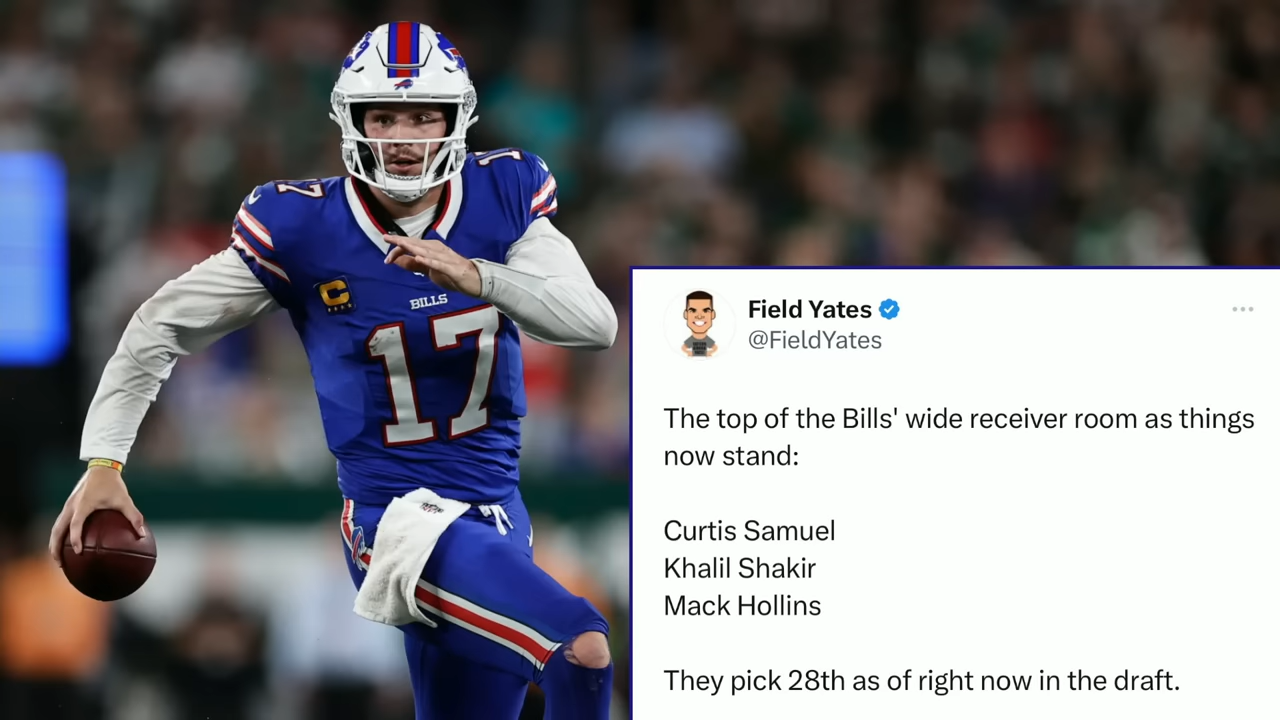 17
17
C
BILLS
17
Field Yates
@FieldYates
The top of the Bills' wide receiver room as things
now stand:
Curtis Samuel
Khalil Shakir
Mack Hollins
They pick 28th as of right now in the draft.